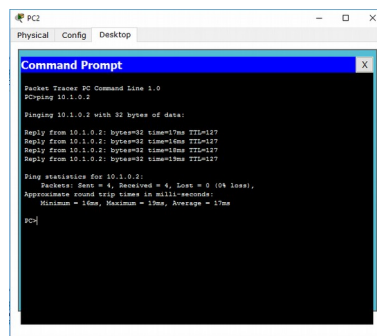 PC2
Physical Config Desktop
Command Prompt
X
Packet Tracer PC Command Line 1.0
PC>ping 10.1.0.2
Pinging 10.1.0.2 with 32 bytes of data:
Reply from 10.1.0.2: bytes=32 time=17ms TTL=127
Reply from 10.1.0.2: bytes=32 time=16ms TTL=127
Reply from 10.1.0.2: bytes=32 time=18ms TTL=127
Reply from 10.1.0.2: bytes=32 time=19ms TTL=127
Ping statistics for 10.1.0.2:
Packets: Sent = 4, Received = 4, Lost = 0 (0% loss),
Approximate round trip times in milli-seconds:
Minimum = 16ms, Maximum = 19ms, Average = 17ms
PC>